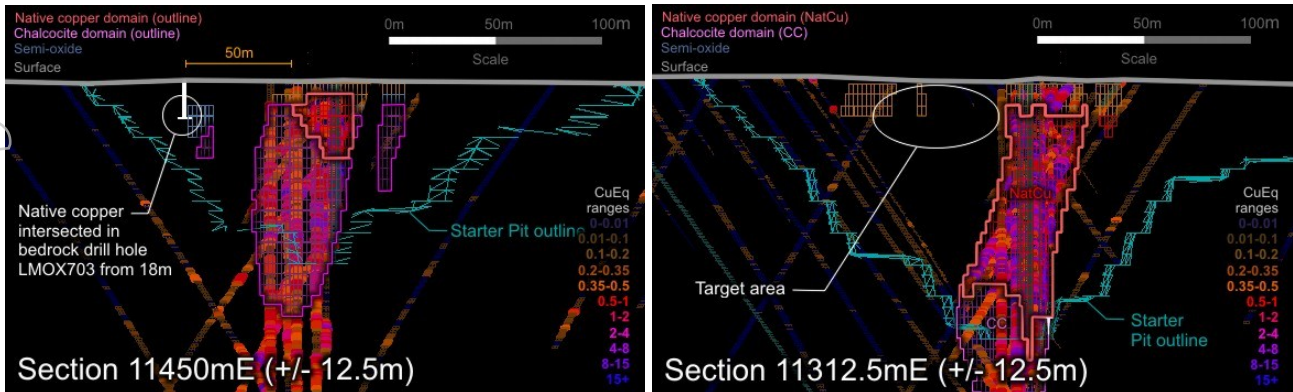 Native copper domain (outline)
Chalcocite domain (outline)
Semi-oxide
Surface
50m
0m
50m
100m
Scale
Native copper
intersected in
bedrock drill hole
LMOX703 from 18m
Starter Pit outline
CuEq
ranges
0-0.01
0.01-0.1
0.1-0.2
0.2-0.35
0.35-0.5
0.5-1
1-2
2-4
4-8
8-15
15+
Section 11450mE (+/- 12.5m)
Native copper domain (NatCu)
Chalcocite domain (CC)
Semi-oxide
Surface
0m
50m
100m
Scale
NatCu
Target area
CC
Starter
Pit outline
CuEq
ranges
0-0.01
0.01-0.1
0.1-0.2
0.2-0.35
0.35-0.5
0.5-1
1-2
2-4
4-8
8-15
15+
Section 11312.5mE (+/- 12.5m)